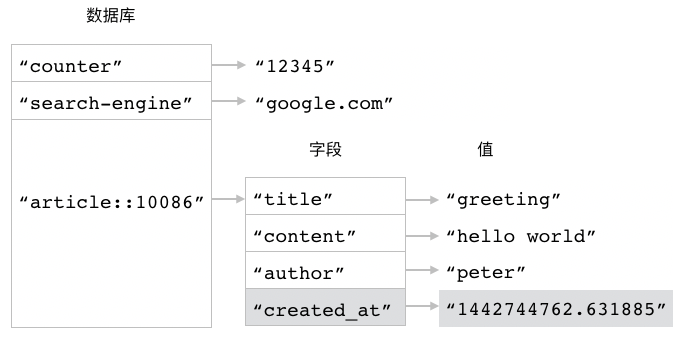 数据库
“counter” “12345”
“search-engine” “google.com”
字段 值
“article::10086” “title” “greeting”
“content” “hello world”
“author” “peter”
“created_at” “1442744762.631885”